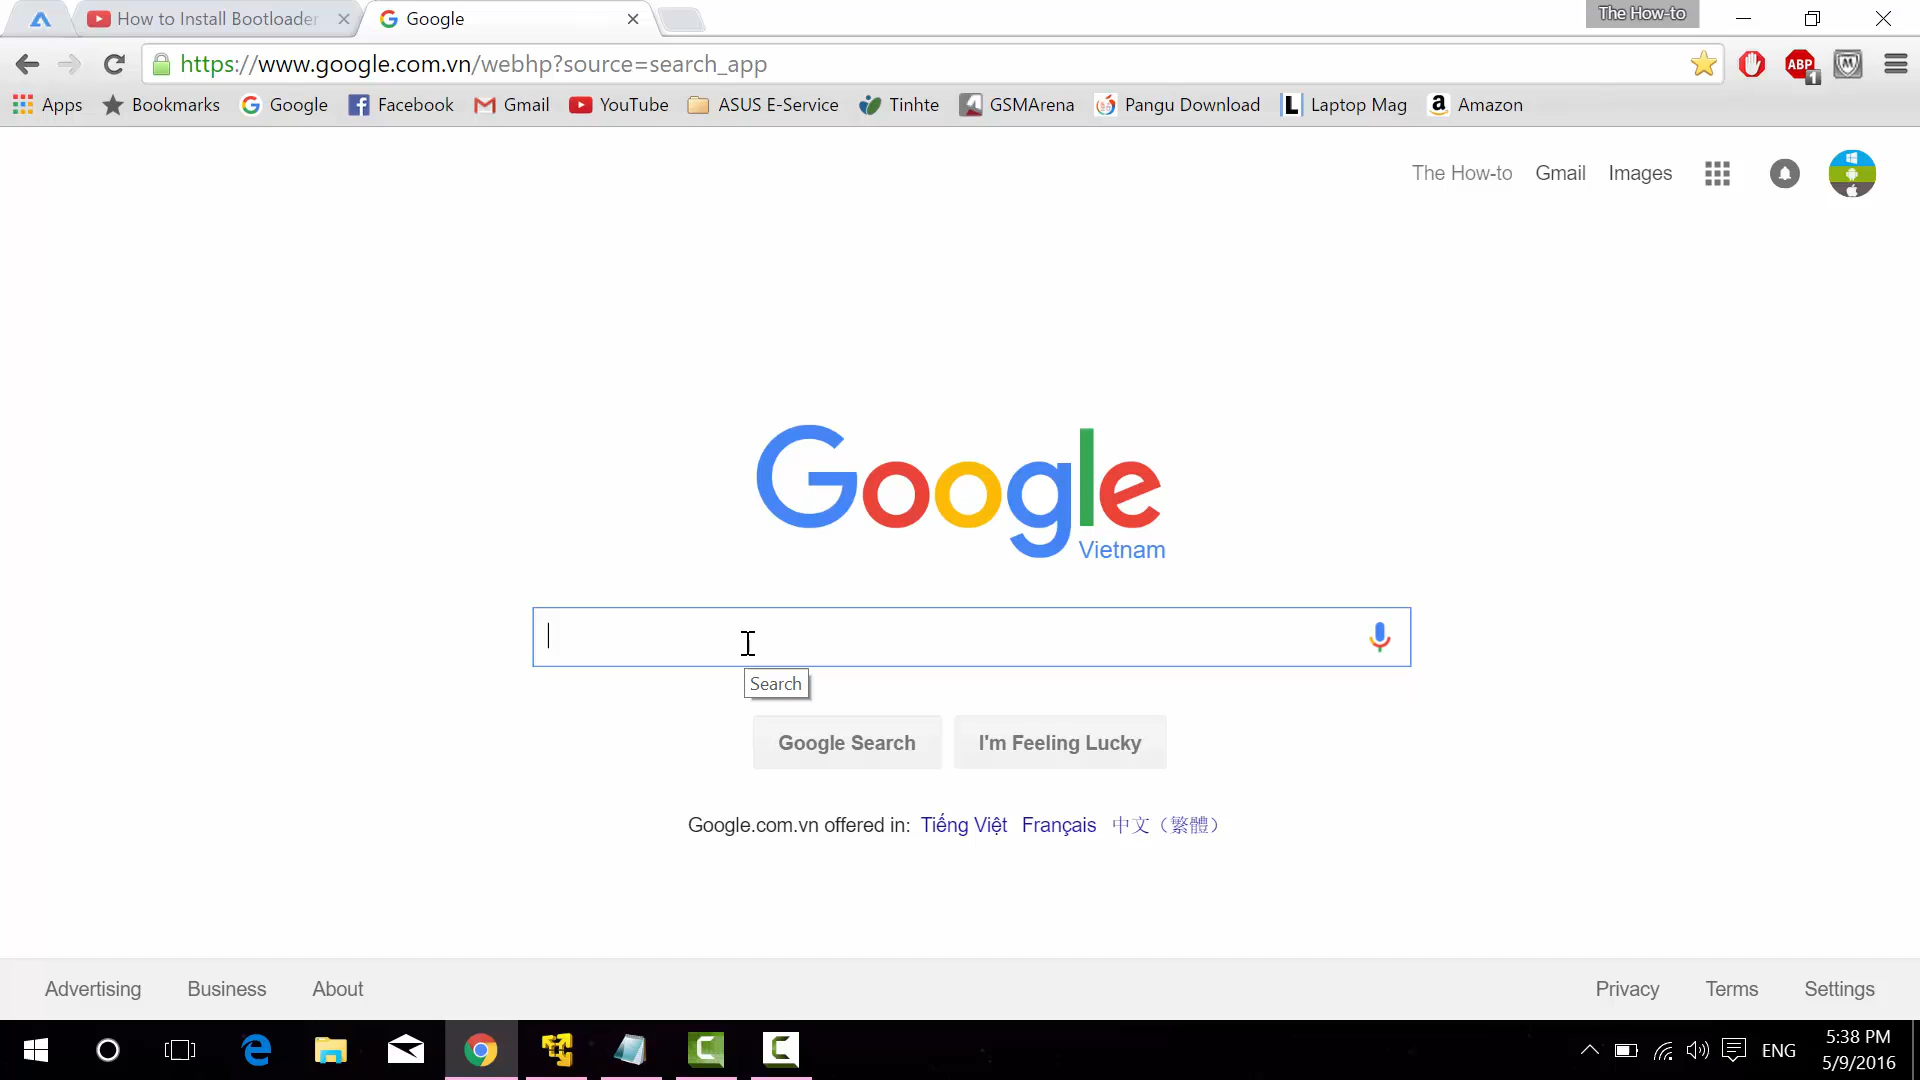 How to Install Bootloader
Google
The How-to
https://www.google.com.vn/webhp?source=search_app
ABP
1
Apps
Bookmarks
Google
Facebook
Gmail
YouTube
ASUS E-Service
Tinhte
GSMArena
Pangu Download
Laptop Mag
Amazon
The How-to
Gmail
Images
Google
Vietnam
Search
Google Search
I'm Feeling Lucky
Google.com.vn offered in: Tiếng Việt Français 中文（繁體）
Advertising
Business
About
Privacy
Terms
Settings
ENG
5:38 PM
5/9/2016